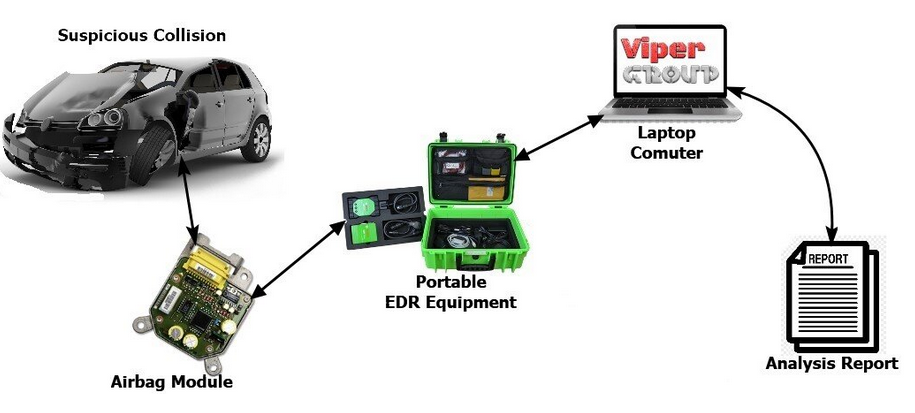 Suspicious Collision
Viper
GROUP
Laptop
Comuter
Portable
EDR Equipment
REPORT
Airbag Module
Analysis Report